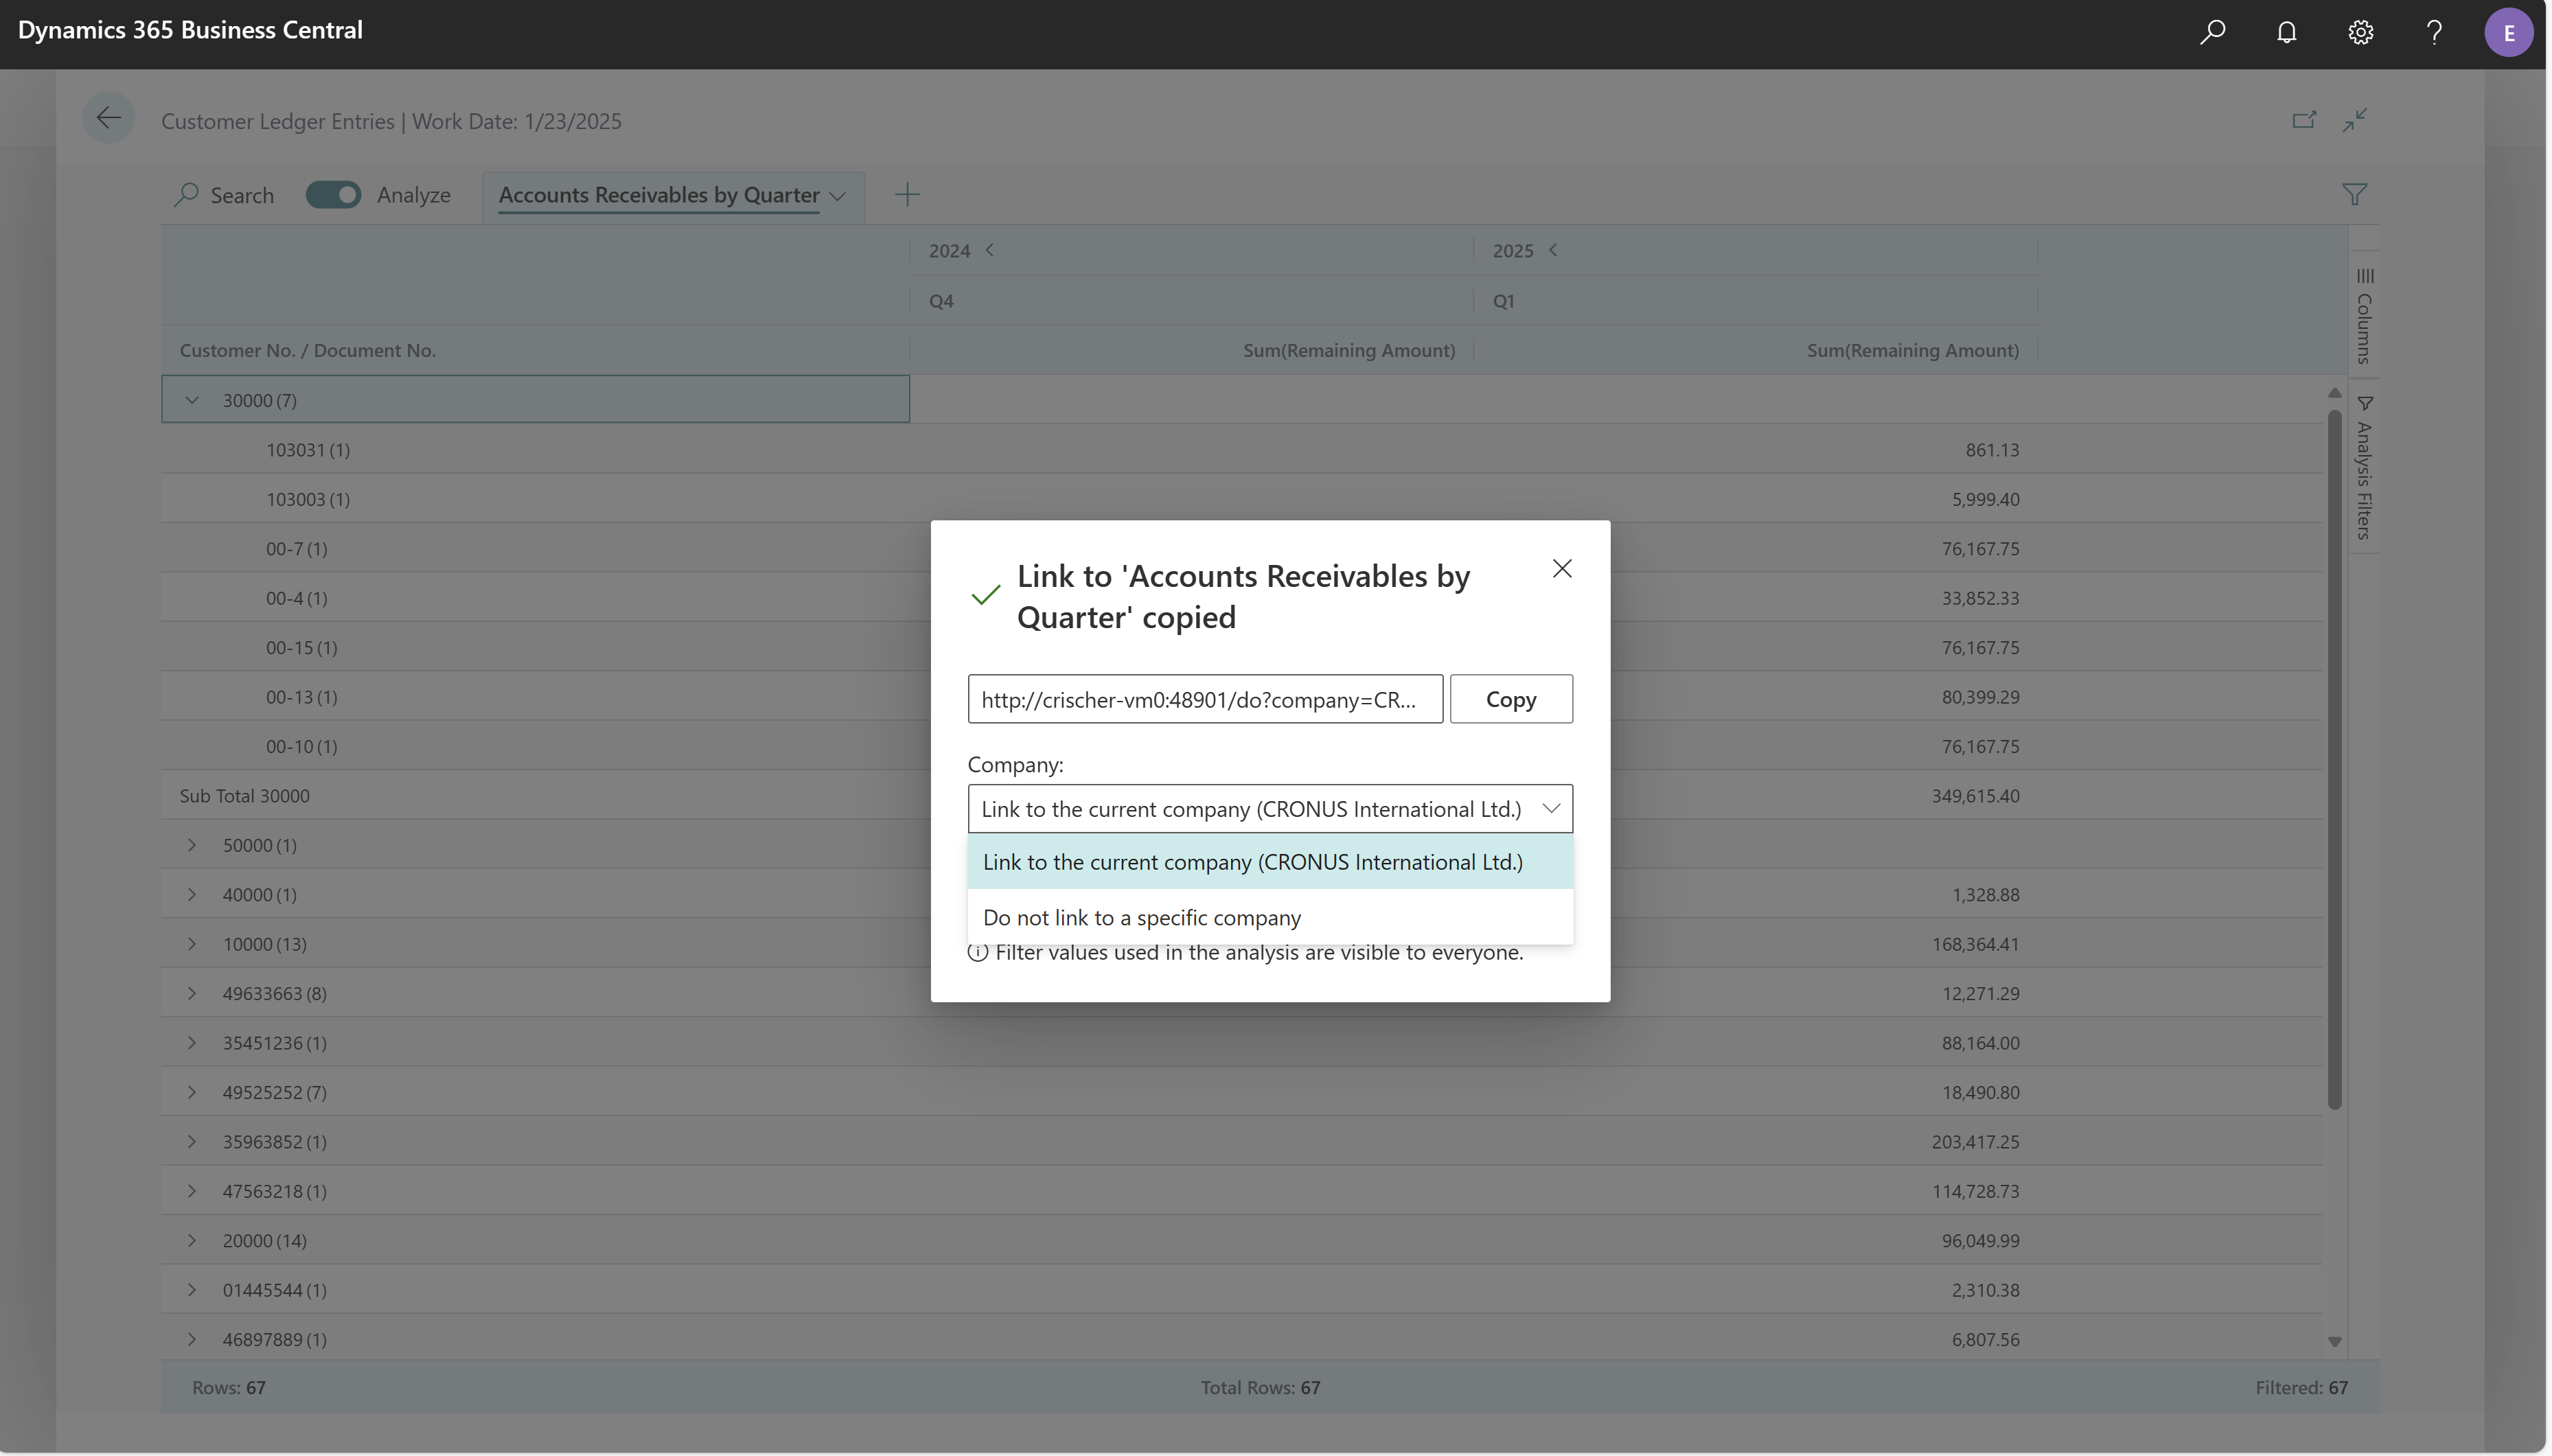 Dynamics 365 Business Central
E
Customer Ledger Entries | Work Date: 1/23/2025
Search
Analyze
Accounts Receivables by Quarter
2024
2025
Q4
Q1
Customer No. / Document No.
Sum(Remaining Amount)
Sum(Remaining Amount)
Columns
Analysis Filters
30000 (7)
103031 (1)
861.13
103003 (1)
5,999.40
00-7 (1)
76,167.75
00-4 (1)
33,852.33
00-15 (1)
76,167.75
00-13 (1)
80,399.29
00-10 (1)
76,167.75
Sub Total 30000
349,615.40
50000 (1)
40000 (1)
1,328.88
10000 (13)
168,364.41
49633663 (8)
12,271.29
35451236 (1)
88,164.00
49525252 (7)
18,490.80
35963852 (1)
203,417.25
47563218 (1)
114,728.73
20000 (14)
96,049.99
01445544 (1)
2,310.38
46897889 (1)
6,807.56
Rows: 67
Total Rows: 67
Filtered: 67
Link to 'Accounts Receivables by
Quarter' copied
http://crischer-vm0:48901/do?company=CR...
Copy
Company:
Link to the current company (CRONUS International Ltd.)
Link to the current company (CRONUS International Ltd.)
Do not link to a specific company
Filter values used in the analysis are visible to everyone.